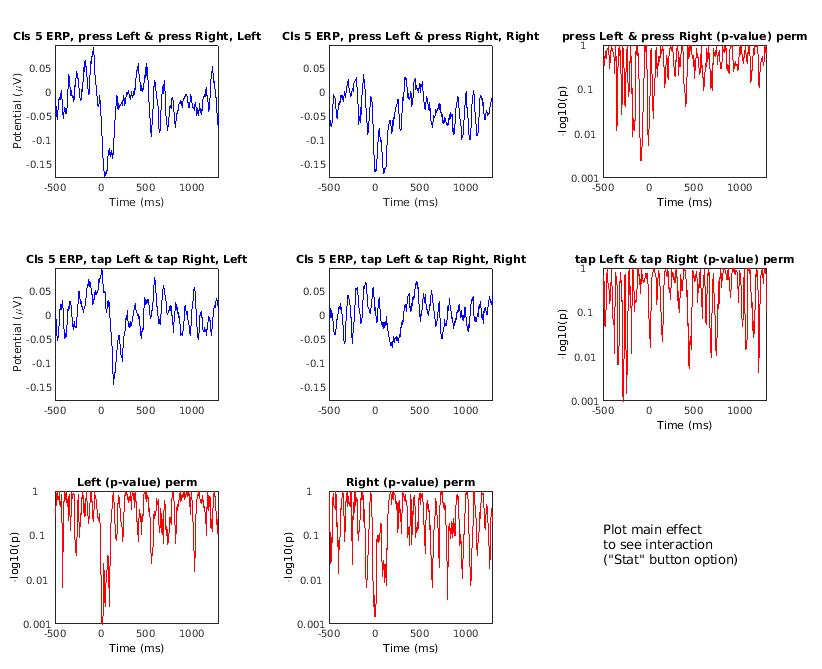 Cls 5 ERP, press Left & press Right, Left
Cls 5 ERP, press Left & press Right, Right
press Left & press Right (p-value) perm
Potential (μV)
0.05
0
-0.05
-0.1
-0.15
-500 0 500 1000
Time (ms)
0.05
0
-0.05
-0.1
-0.15
-500 0 500 1000
Time (ms)
-log10(p)
1
0.1
0.01
0.001
-500 0 500 1000
Time (ms)
Cls 5 ERP, tap Left & tap Right, Left
Cls 5 ERP, tap Left & tap Right, Right
tap Left & tap Right (p-value) perm
Potential (μV)
0.05
0
-0.05
-0.1
-0.15
-500 0 500 1000
0.05
0
-0.05
-0.1
-0.15
-500 0 500 1000
-log10(p)
1
0.1
0.01
0.001
-500 0 500 1000
Time (ms)
Left (p-value) perm
Right (p-value) perm
-log10(p)
1
0.1
0.01
0.001
-500 0 500 1000
Time (ms)
-log10(p)
1
0.1
0.01
0.001
-500 0 500 1000
Time (ms)
Plot main effect
to see interaction
("Stat" button option)